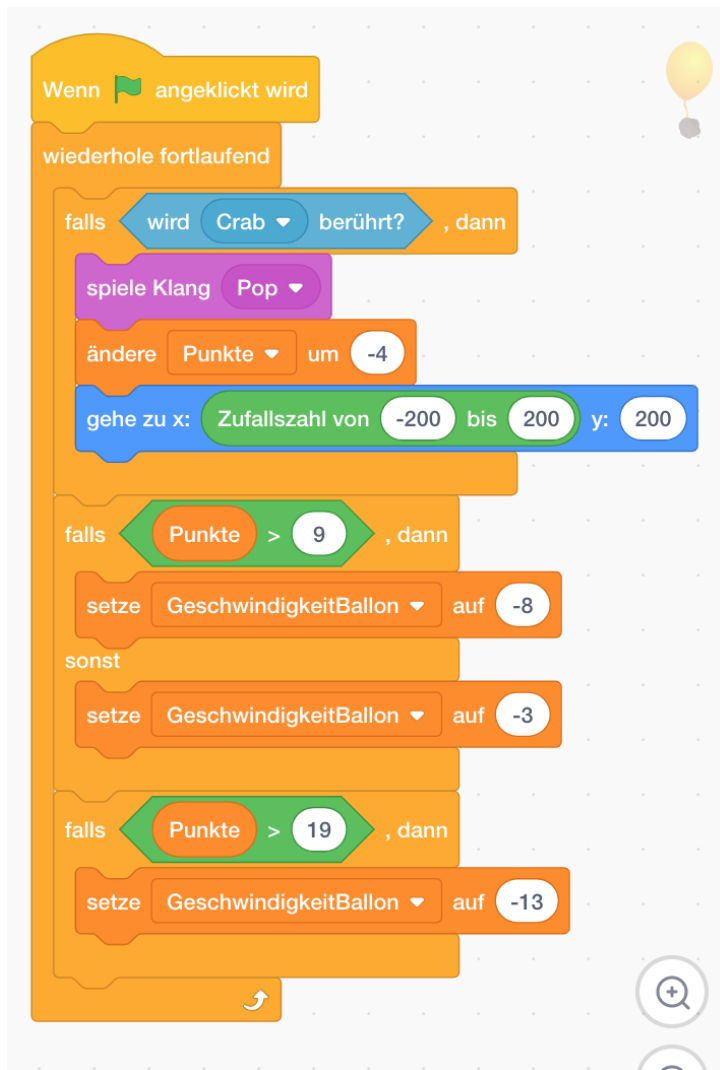 Wenn angeklickt wird
wiederhole fortlaufend
falls wird Crab berührt? , dann
spiele Klang Pop
ändere Punkte um -4
gehe zu x: Zufallszahl von -200 bis 200 y: 200
falls Punkte > 9 , dann
setze GeschwindigkeitBallon auf -8
sonst
setze GeschwindigkeitBallon auf -3
falls Punkte > 19 , dann
setze GeschwindigkeitBallon auf -13